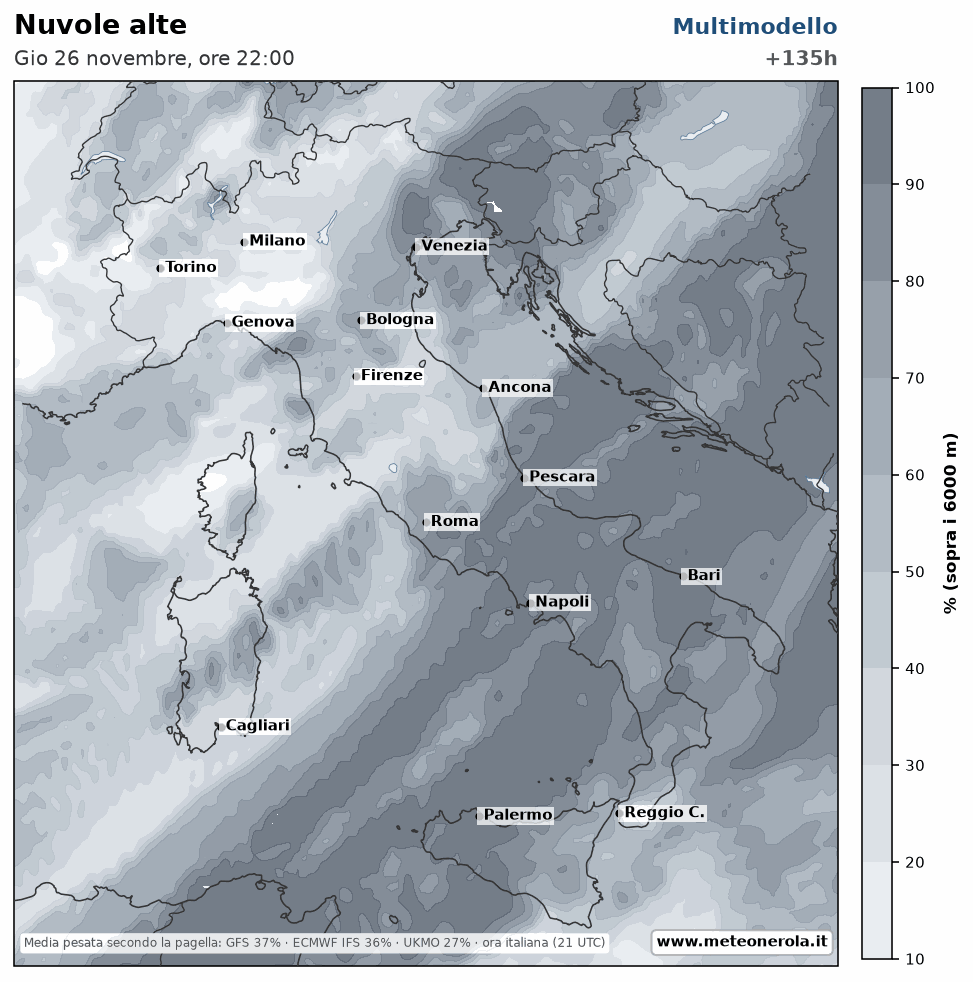 Nuvole alte
Multimodello
Gio 26 novembre, ore 22:00
+135h
100
90
80
70
60
50
40
30
20
10
% (sopra i 6000 m)
Milano
Venezia
Torino
Genova
Bologna
Firenze
Ancona
Pescara
Roma
Bari
Napoli
Cagliari
Palermo
Reggio C.
Media pesata secondo la pagella: GFS 37% · ECMWF IFS 36% · UKMO 27% · ora italiana (21 UTC)
www.meteonerola.it